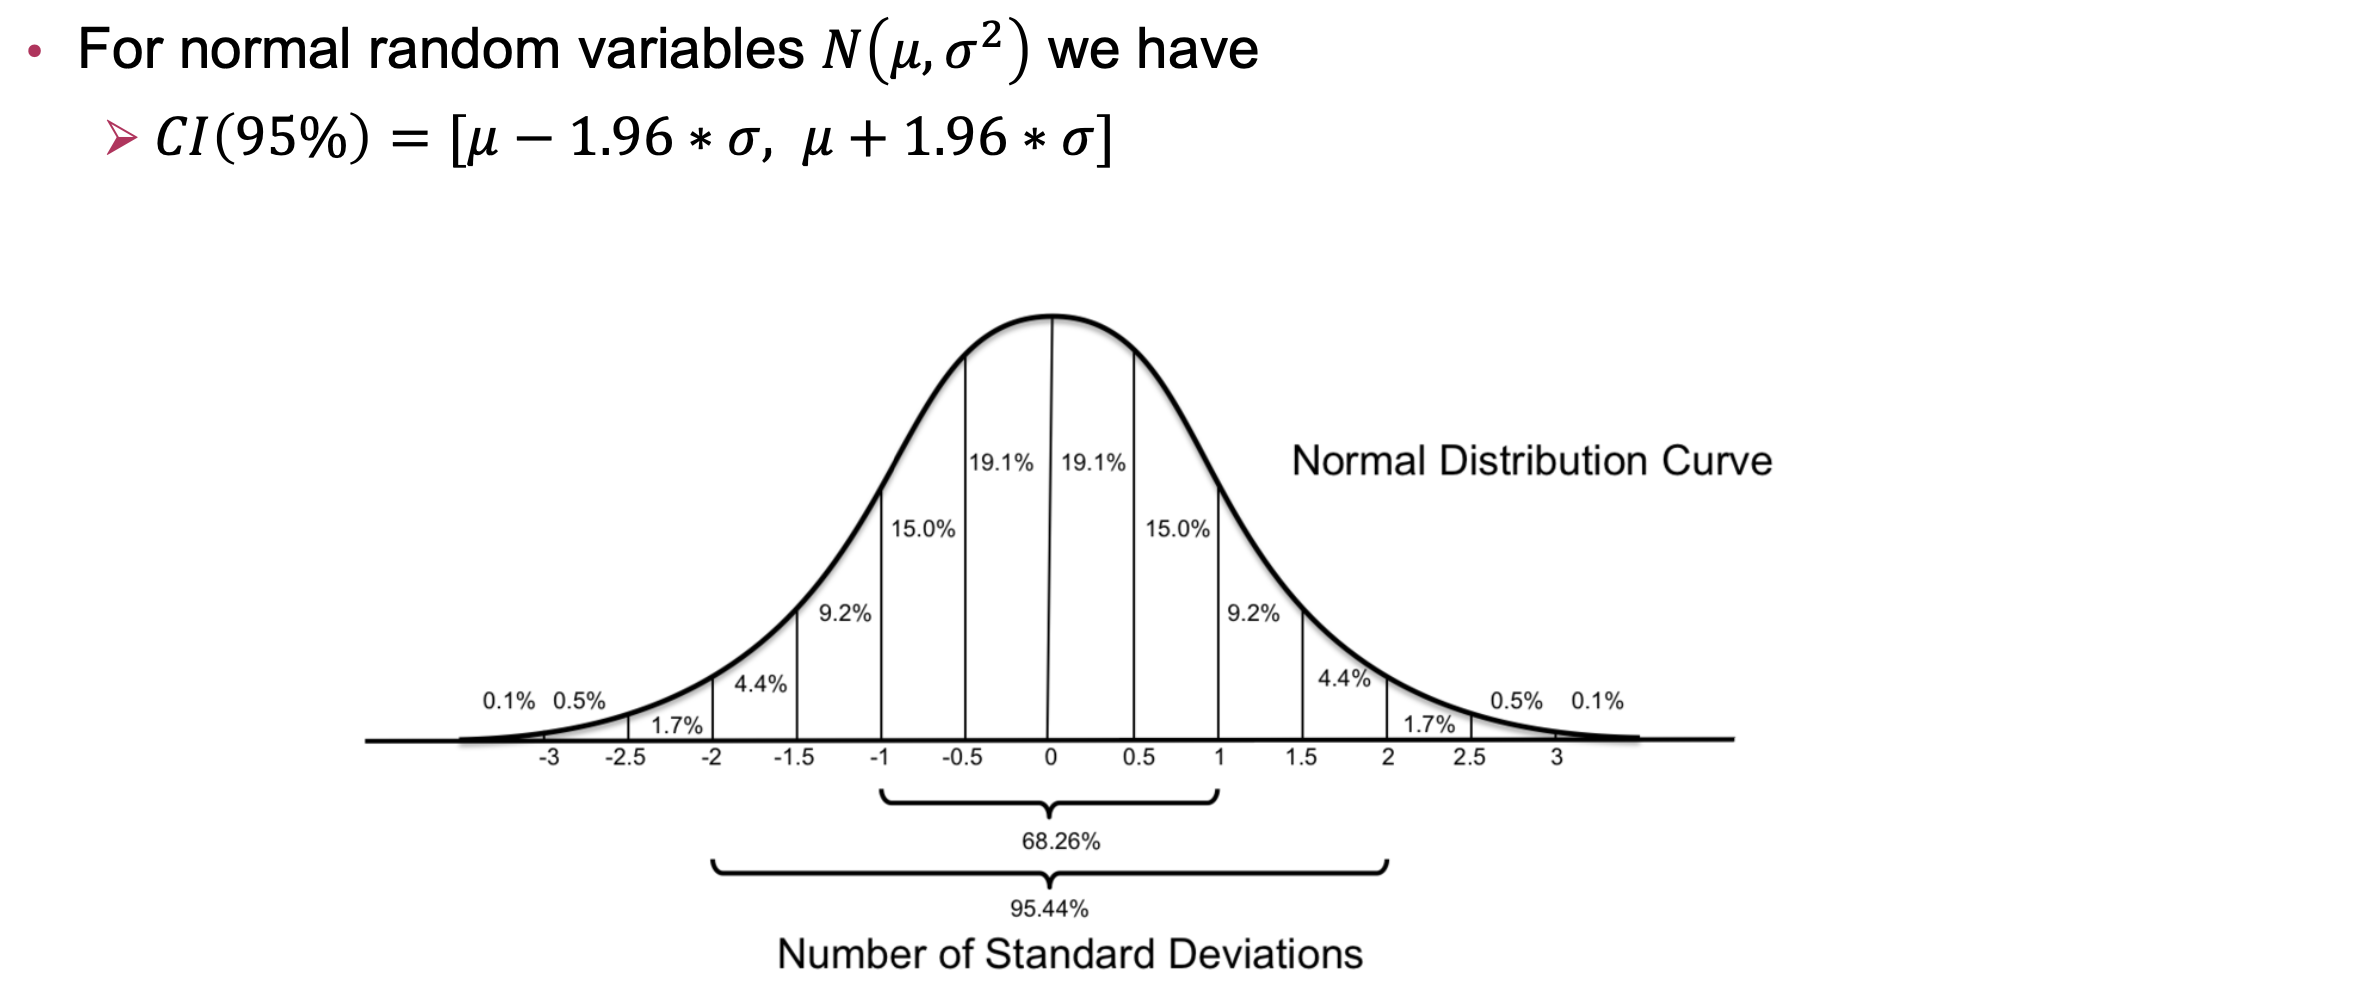 • For normal random variables N(μ, σ²) we have
➢ CI(95%) = [μ − 1.96 * σ, μ + 1.96 * σ]
Normal Distribution Curve
19.1% 19.1%
15.0% 15.0%
9.2% 9.2%
4.4% 4.4%
0.1% 0.5% 0.5% 0.1%
1.7% 1.7%
-3 -2.5 -2 -1.5 -1 -0.5 0 0.5 1 1.5 2 2.5 3
68.26%
95.44%
Number of Standard Deviations